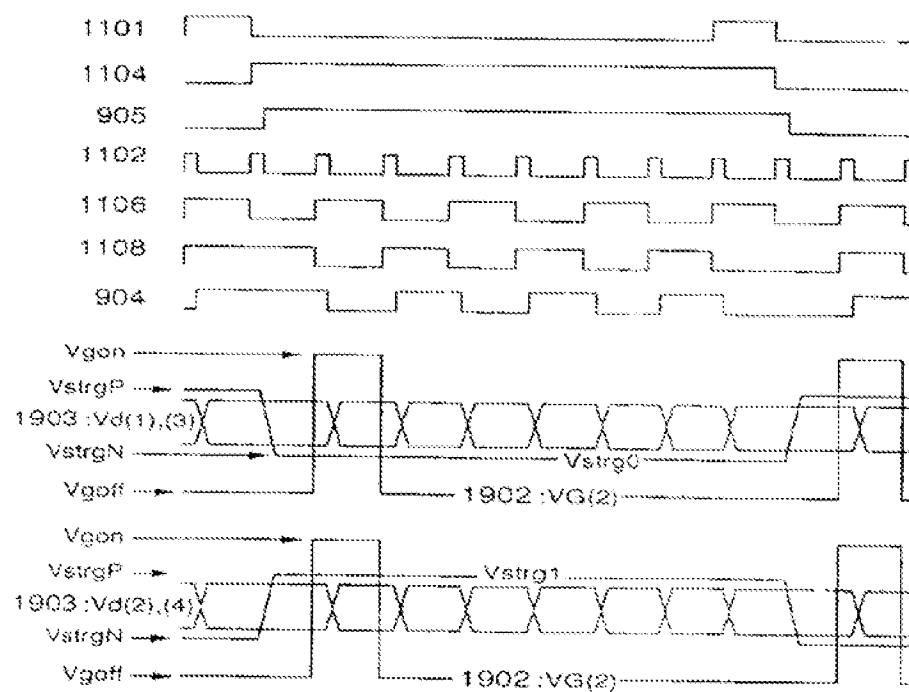 1101
1104
905
1102
1106
1108
904
Vgon
VstrgP
1903:Vd(1),(3)
VstrgN
Vstrg0
Vgoff
1902:VG(2)
Vgon
VstrgP
Vstrg1
1903:Vd(2),(4)
VstrgN
Vgoff
1902:VG(2)